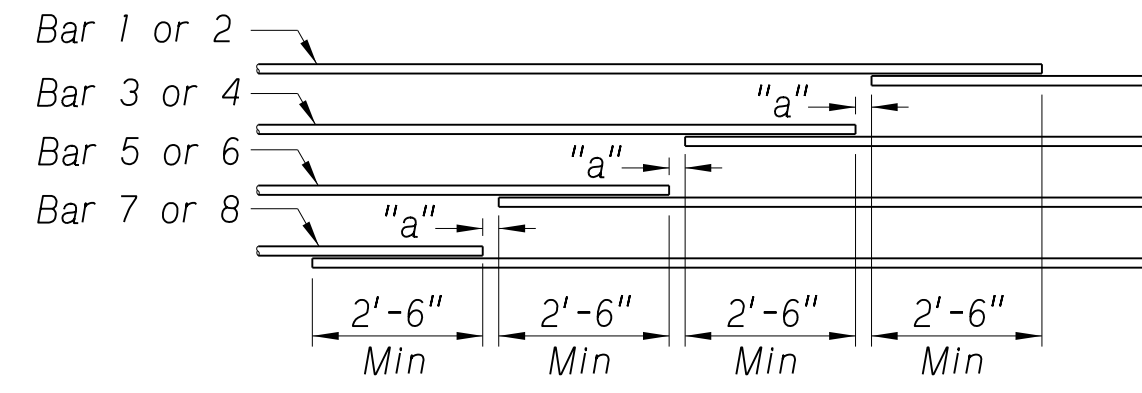 Bar 1 or 2
Bar 3 or 4
"a"
Bar 5 or 6
"a"
Bar 7 or 8
"a"
2'-6" 2'-6" 2'-6" 2'-6"
Min Min Min Min